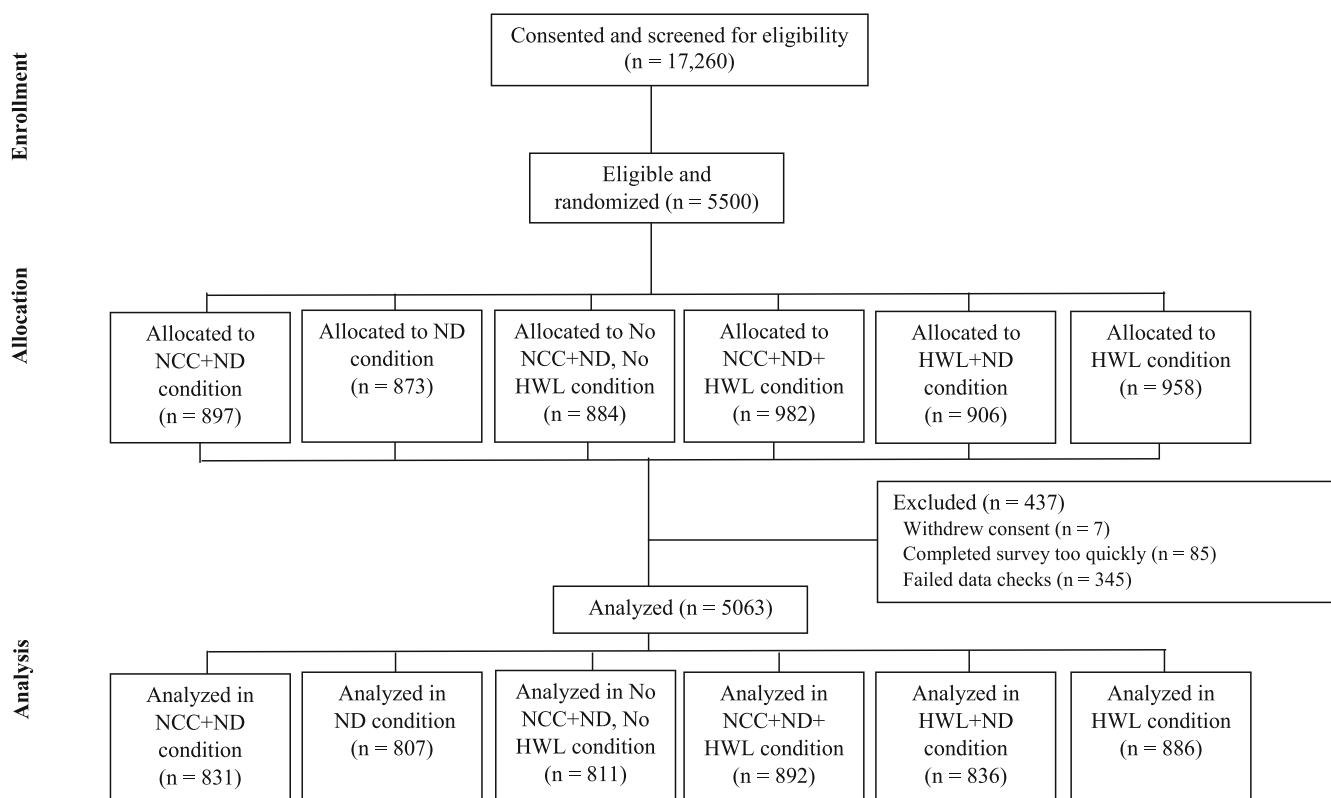 Enrollment
Consented and screened for eligibility
(n = 17,260)
Eligible and
randomized (n = 5500)
Allocation
Allocated to
NCC+ND
condition
(n = 897)
Allocated to ND
condition
(n = 873)
Allocated to No
NCC+ND, No
HWL condition
(n = 884)
Allocated to
NCC+ND+
HWL condition
(n = 982)
Allocated to
HWL+ND
condition
(n = 906)
Allocated to
HWL condition
(n = 958)
Excluded (n = 437)
Withdrew consent (n = 7)
Completed survey too quickly (n = 85)
Failed data checks (n = 345)
Analyzed (n = 5063)
Analysis
Analyzed in
NCC+ND
condition
(n = 831)
Analyzed in
ND condition
(n = 807)
Analyzed in No
NCC+ND, No
HWL condition
(n = 811)
Analyzed in
NCC+ND+
HWL condition
(n = 892)
Analyzed in
HWL+ND
condition
(n = 836)
Analyzed in
HWL condition
(n = 886)